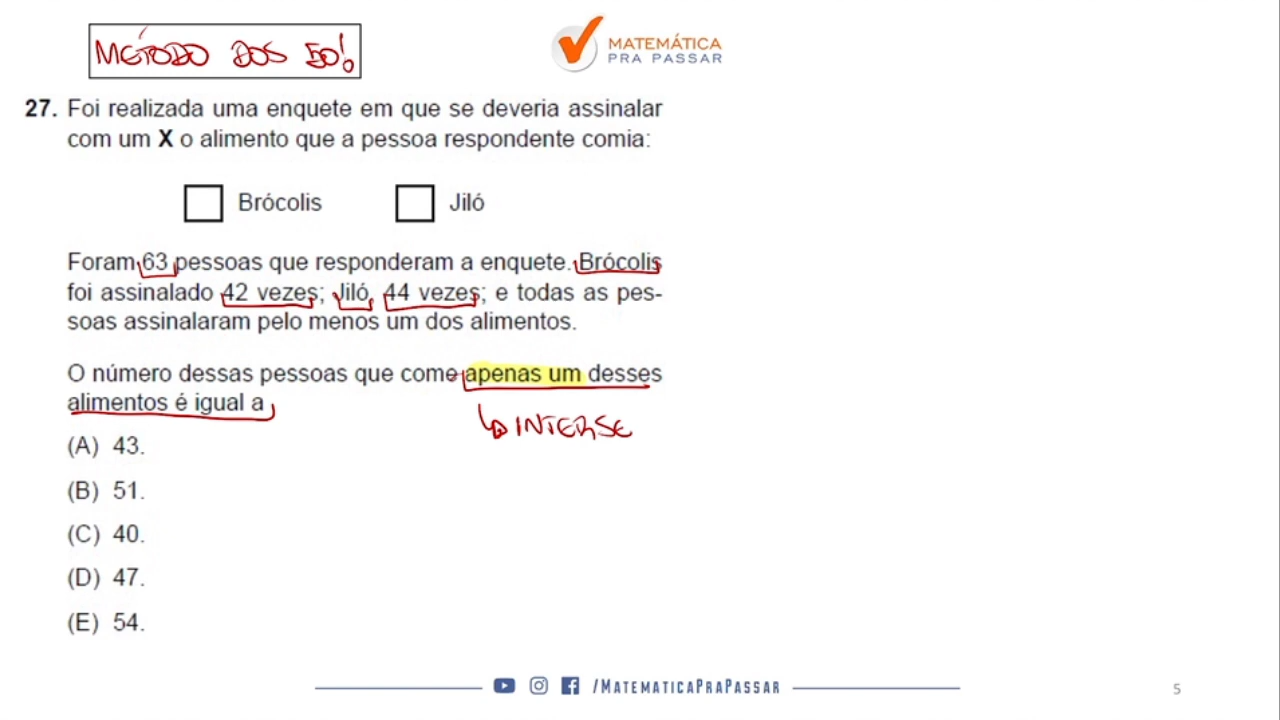 MÉTODO DOS 50!
MATEMÁTICA
PRA PASSAR
27. Foi realizada uma enquete em que se deveria assinalar
com um X o alimento que a pessoa respondente comia:
Brócolis Jiló
Foram 63 pessoas que responderam a enquete. Brócolis
foi assinalado 42 vezes; Jiló, 44 vezes; e todas as pes-
soas assinalaram pelo menos um dos alimentos.
O número dessas pessoas que come apenas um desses
alimentos é igual a
INTERSE
(A) 43.
(B) 51.
(C) 40.
(D) 47.
(E) 54.
/MATEMATICAPRAPASSAR
5